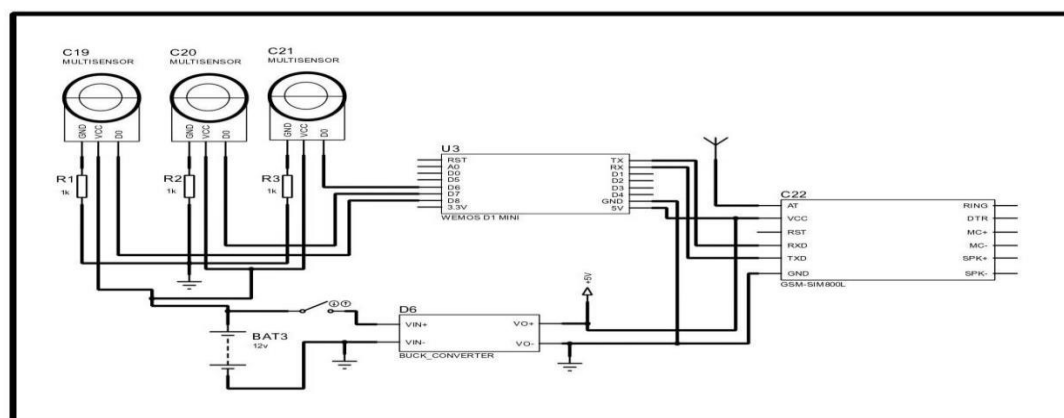 C19
MULTISENSOR
C20
MULTISENSOR
C21
MULTISENSOR
GND
VCC
D0
GND
VCC
D0
GND
VCC
D0
R1
1k
R2
1k
R3
1k
U3
RST
A0
D0
D5
D6
D7
D8
3.3V
TX
RX
D1
D2
D3
D4
GND
5V
WEMOS D1 MINI
C22
AT
VCC
RST
RXD
TXD
GND
RING
DTR
MC+
MC-
SPK+
SPK-
GSM-SIM800L
+5V
BAT3
12v
D6
VIN+
VIN-
VO+
VO-
BUCK_CONVERTER